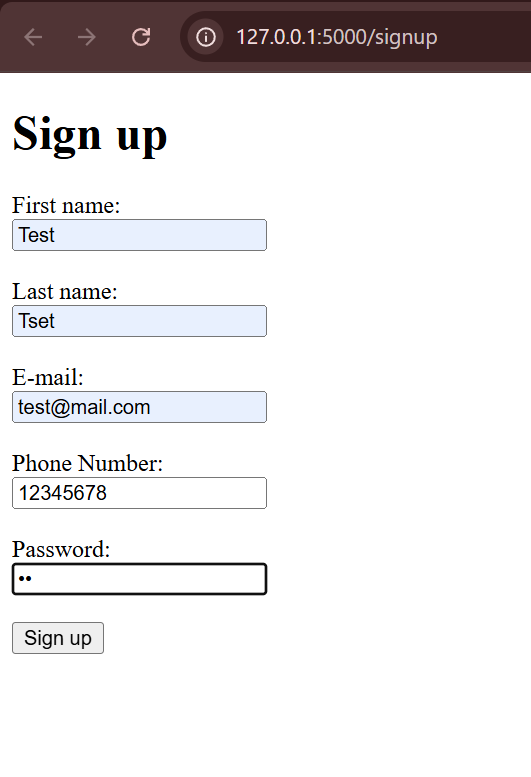 127.0.0.1:5000/signup
Sign up
First name:
Test
Last name:
Tset
E-mail:
test@mail.com
Phone Number:
12345678
Password:
••
Sign up